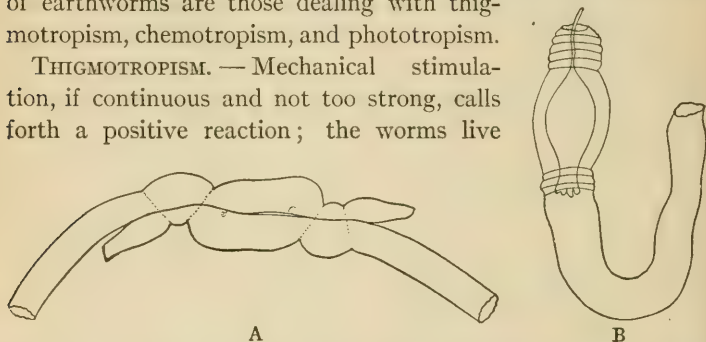 of earthworms are those dealing with thig-
motropism, chemotropism, and phototropism.
THIGMOTROPISM. — Mechanical stimula-
tion, if continuous and not too strong, calls
forth a positive reaction; the worms live
A
B